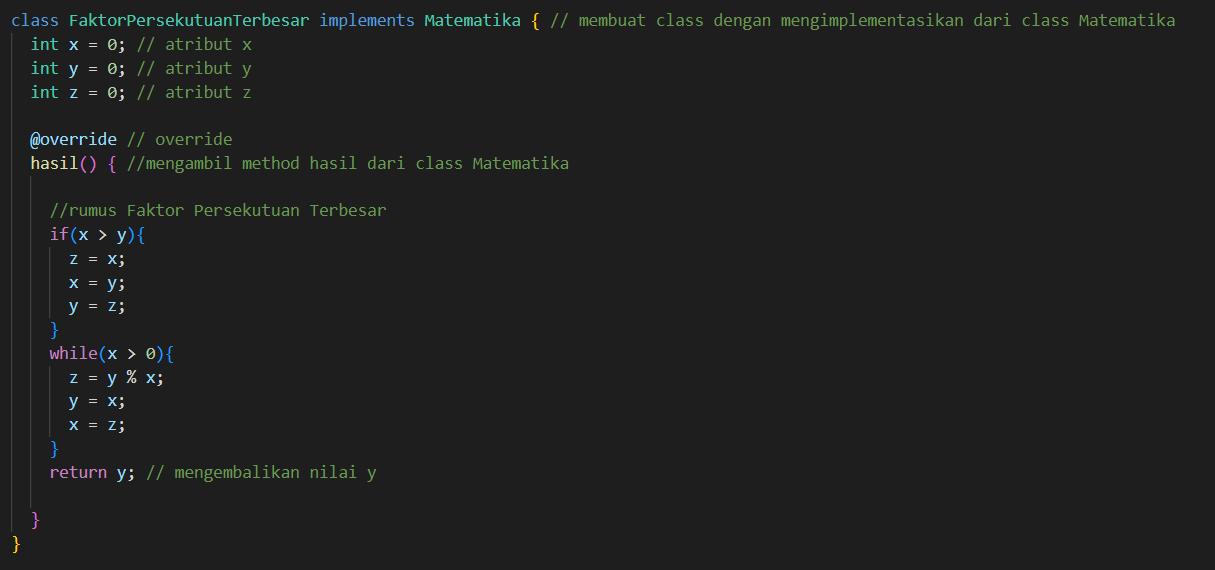 class FaktorPersekutuanTerbesar implements Matematika { // membuat class dengan mengimplementasikan dari class Matematika
  int x = 0; // atribut x
  int y = 0; // atribut y
  int z = 0; // atribut z

  @override // override
  hasil() { //mengambil method hasil dari class Matematika

    //rumus Faktor Persekutuan Terbesar
    if(x > y){
      z = x;
      x = y;
      y = z;
    }
    while(x > 0){
      z = y % x;
      y = x;
      x = z;
    }
    return y; // mengembalikan nilai y

  }
}